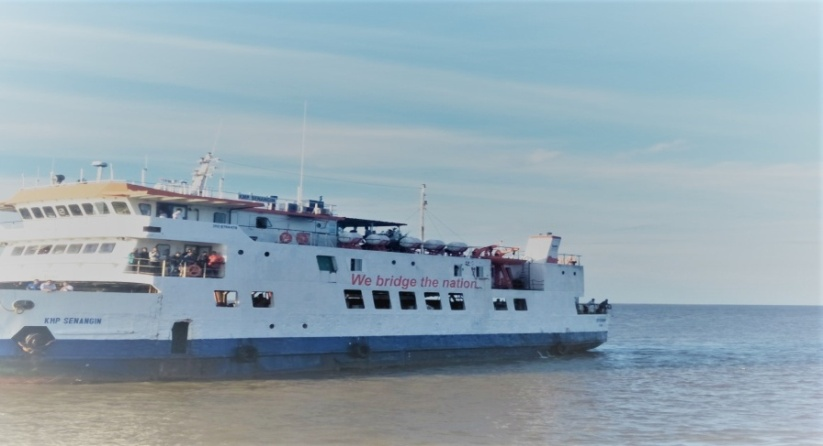 We bridge the nation
KMP SENANGIN